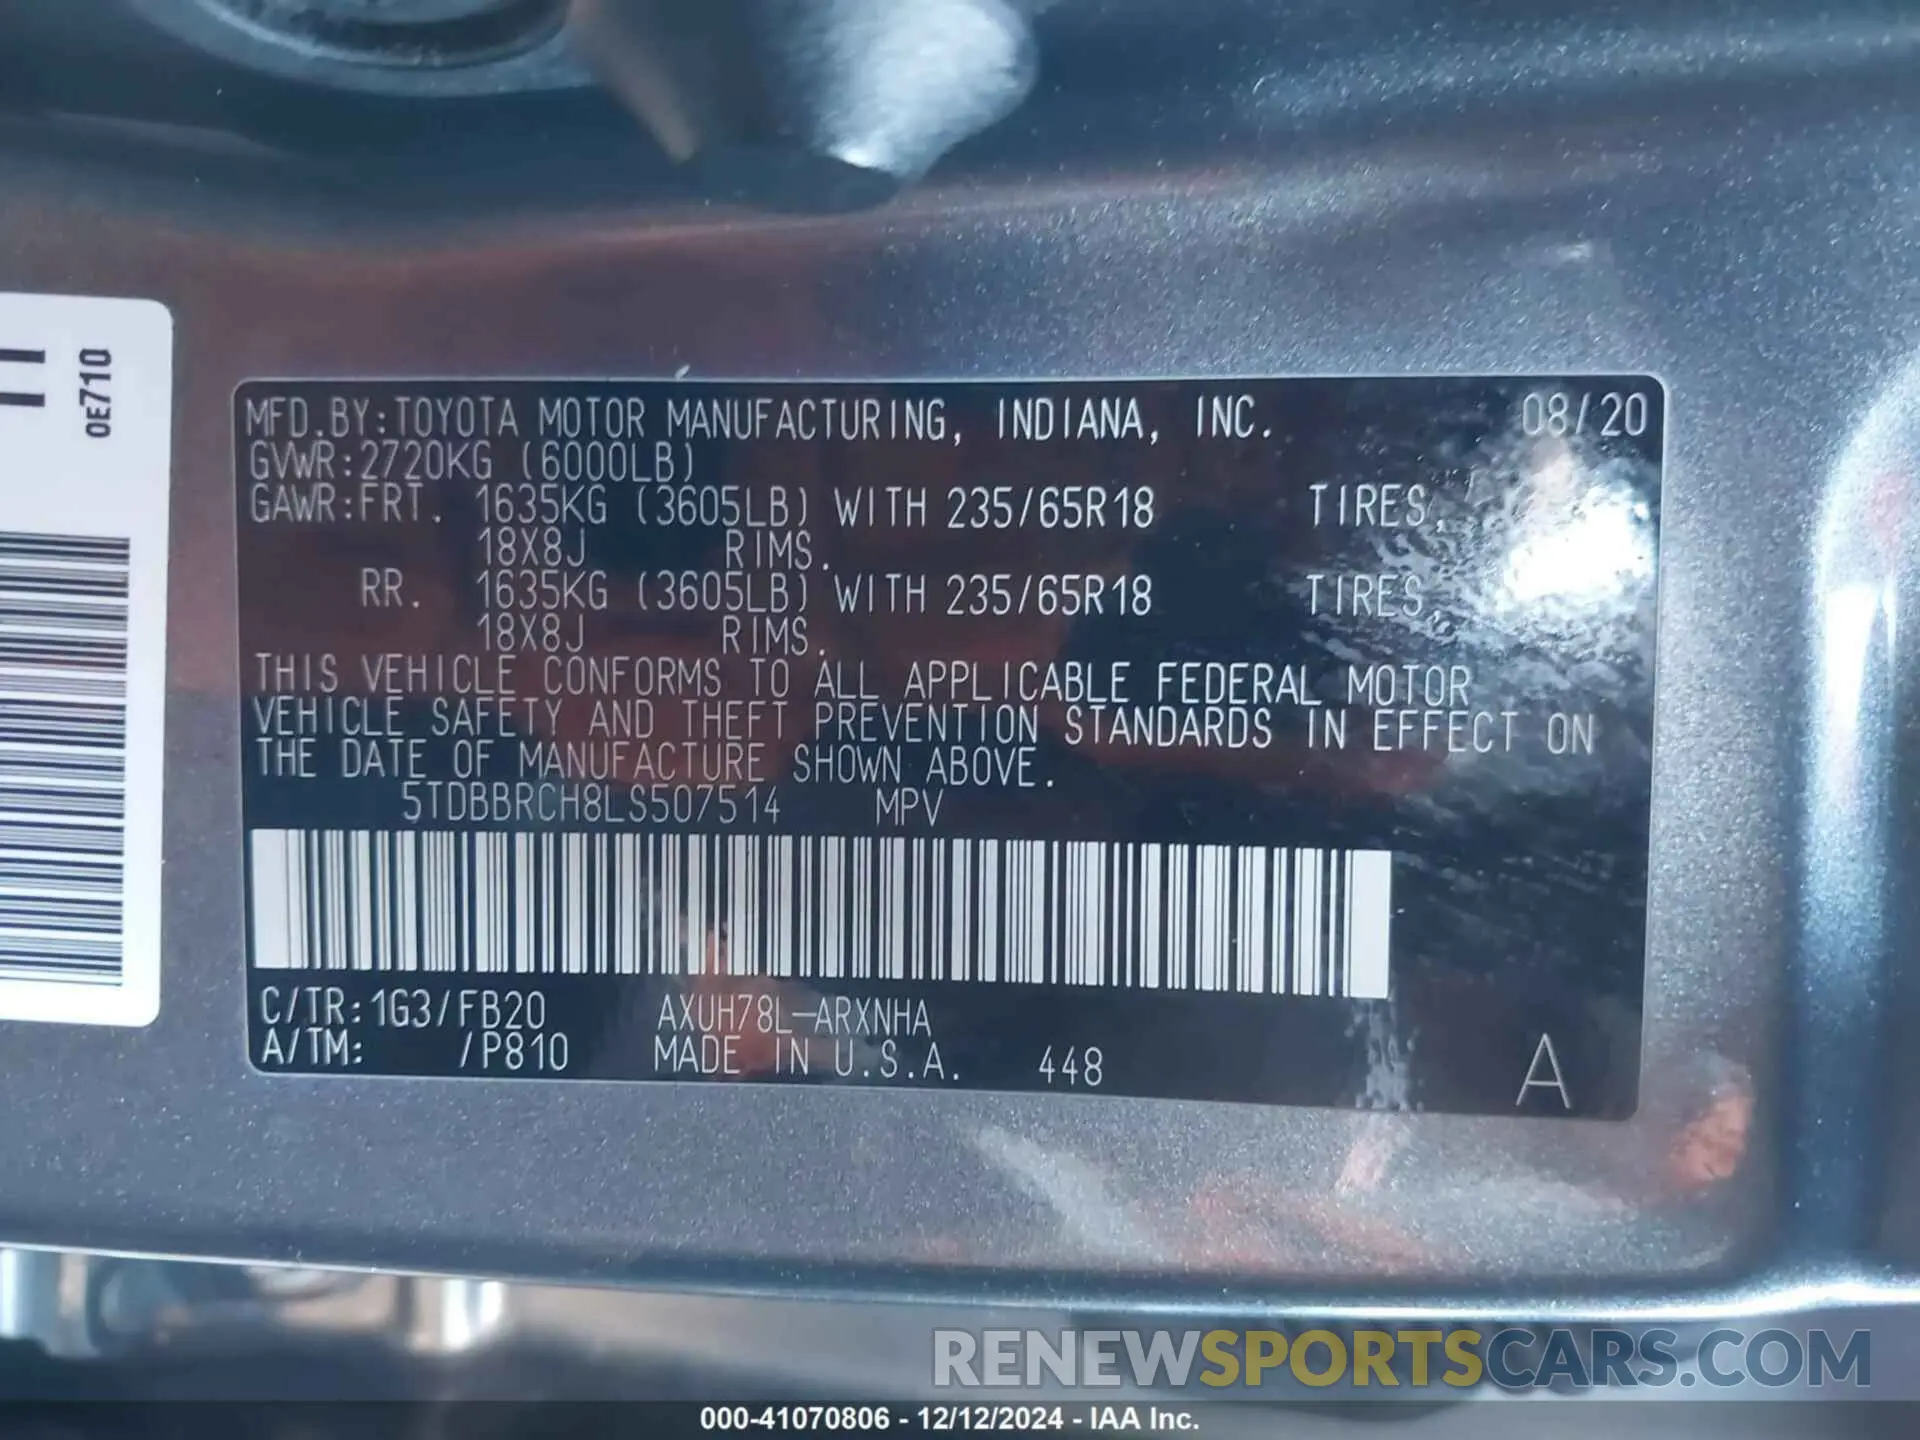 0E710
MFD.BY:TOYOTA MOTOR MANUFACTURING, INDIANA, INC. 08/20
GVWR:2720KG (6000LB)
GAWR:FRT. 1635KG (3605LB) WITH 235/65R18 TIRES,
18X8J RIMS.
RR. 1635KG (3605LB) WITH 235/65R18 TIRES,
18X8J RIMS.
THIS VEHICLE CONFORMS TO ALL APPLICABLE FEDERAL MOTOR
VEHICLE SAFETY AND THEFT PREVENTION STANDARDS IN EFFECT ON
THE DATE OF MANUFACTURE SHOWN ABOVE.
5TDBBRCH8LS507514 MPV
C/TR:1G3/FB20 AXUH78L-ARXNHA
A/TM: /P810 MADE IN U.S.A. 448 A
RENEWSPORTSCARS.COM
000-41070806 - 12/12/2024 - IAA Inc.